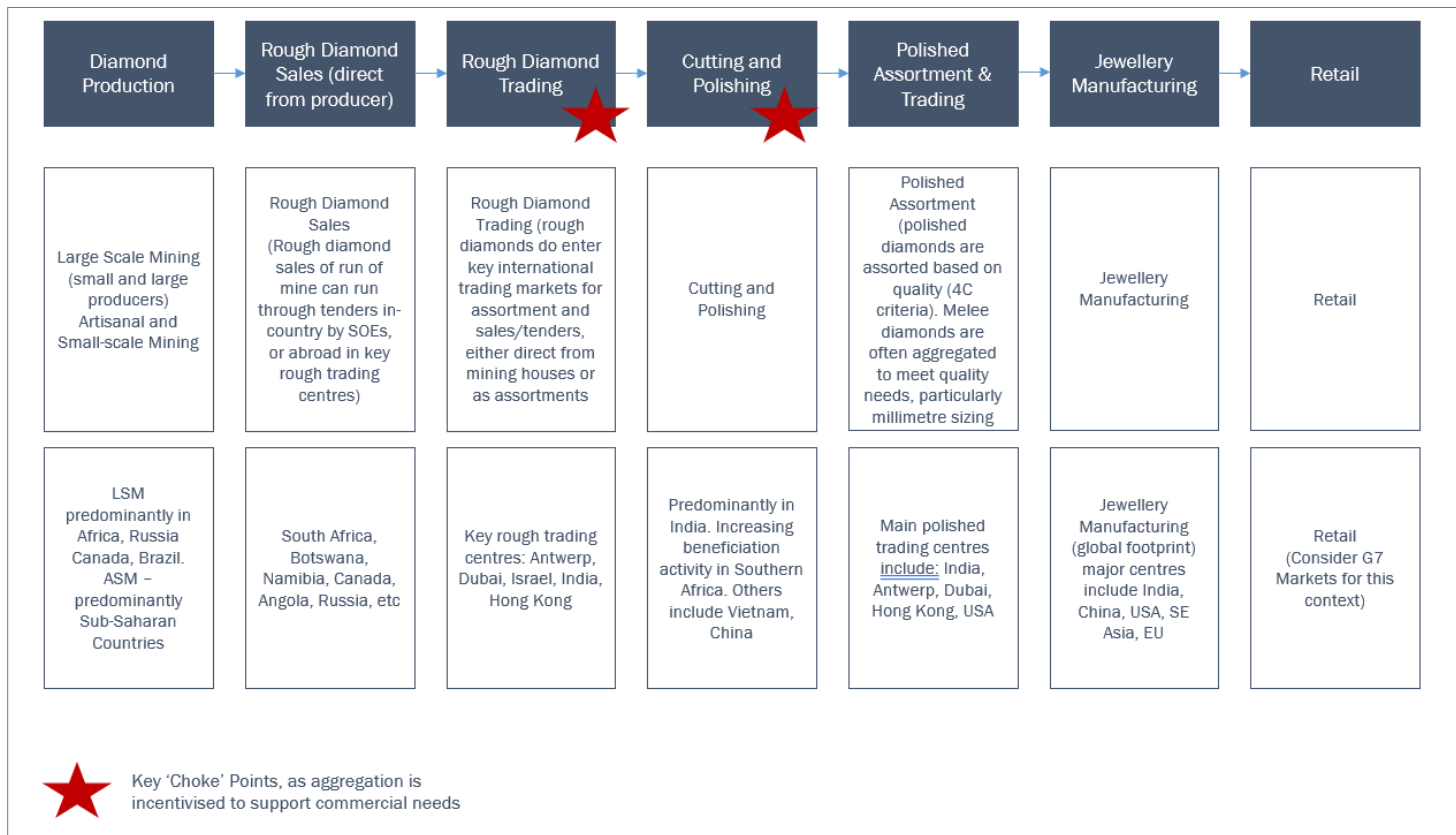 Diamond
Production
Rough Diamond
Sales (direct
from producer)
Rough Diamond
Trading
Cutting and
Polishing
Polished
Assortment &
Trading
Jewellery
Manufacturing
Retail
Large Scale Mining
(small and large
producers)
Artisanal and
Small-scale Mining
Rough Diamond
Sales
(Rough diamond
sales of run of
mine can run
through tenders in-
country by SOEs,
or abroad in key
rough trading
centres)
Rough Diamond
Trading (rough
diamonds do enter
key international
trading markets for
assortment and
sales/tenders,
either direct from
mining houses or
as assortments
Cutting and
Polishing
Polished
Assortment
(polished
diamonds are
assorted based on
quality (4C
criteria). Melee
diamonds are
often aggregated
to meet quality
needs, particularly
millimetre sizing
Jewellery
Manufacturing
Retail
LSM
predominantly in
Africa, Russia
Canada, Brazil.
ASM –
predominantly
Sub-Saharan
Countries
South Africa,
Botswana,
Namibia, Canada,
Angola, Russia, etc
Key rough trading
centres: Antwerp,
Dubai, Israel, India,
Hong Kong
Predominantly in
India. Increasing
beneficiation
activity in Southern
Africa. Others
include Vietnam,
China
Main polished
trading centres
include: India,
Antwerp, Dubai,
Hong Kong, USA
Jewellery
Manufacturing
(global footprint)
major centres
include India,
China, USA, SE
Asia, EU
Retail
(Consider G7
Markets for this
context)
Key ‘Choke’ Points, as aggregation is
incentivised to support commercial needs